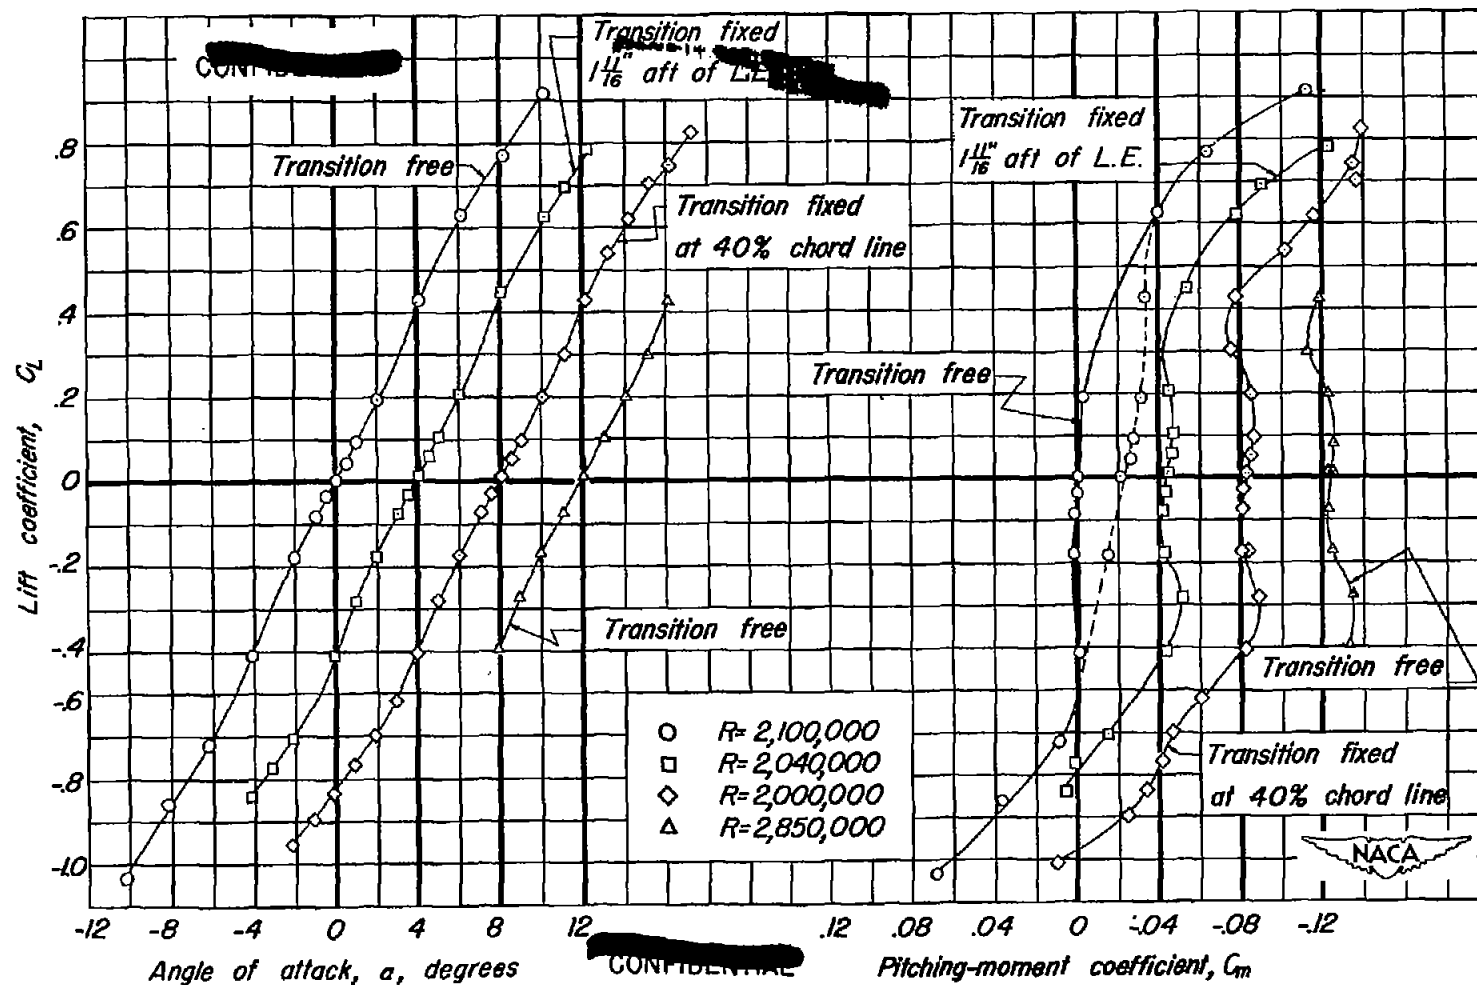 Transition fixed
1 11/16" aft of L.E.
Transition free
Transition fixed
at 40% chord line
Transition fixed
1 11/16" aft of L.E.
Transition free
Transition free
Transition free
Transition fixed
at 40% chord line
.8
.6
.4
.2
0
-.2
-.4
-.6
-.8
-1.0
Lift coefficient, CL
R= 2,100,000
R= 2,040,000
R= 2,000,000
R= 2,850,000
NACA
-12 -8 -4 0 4 8 12 .12 .08 .04 0 -.04 -.08 -.12
Angle of attack, α, degrees
CONFIDENTIAL
Pitching-moment coefficient, Cm